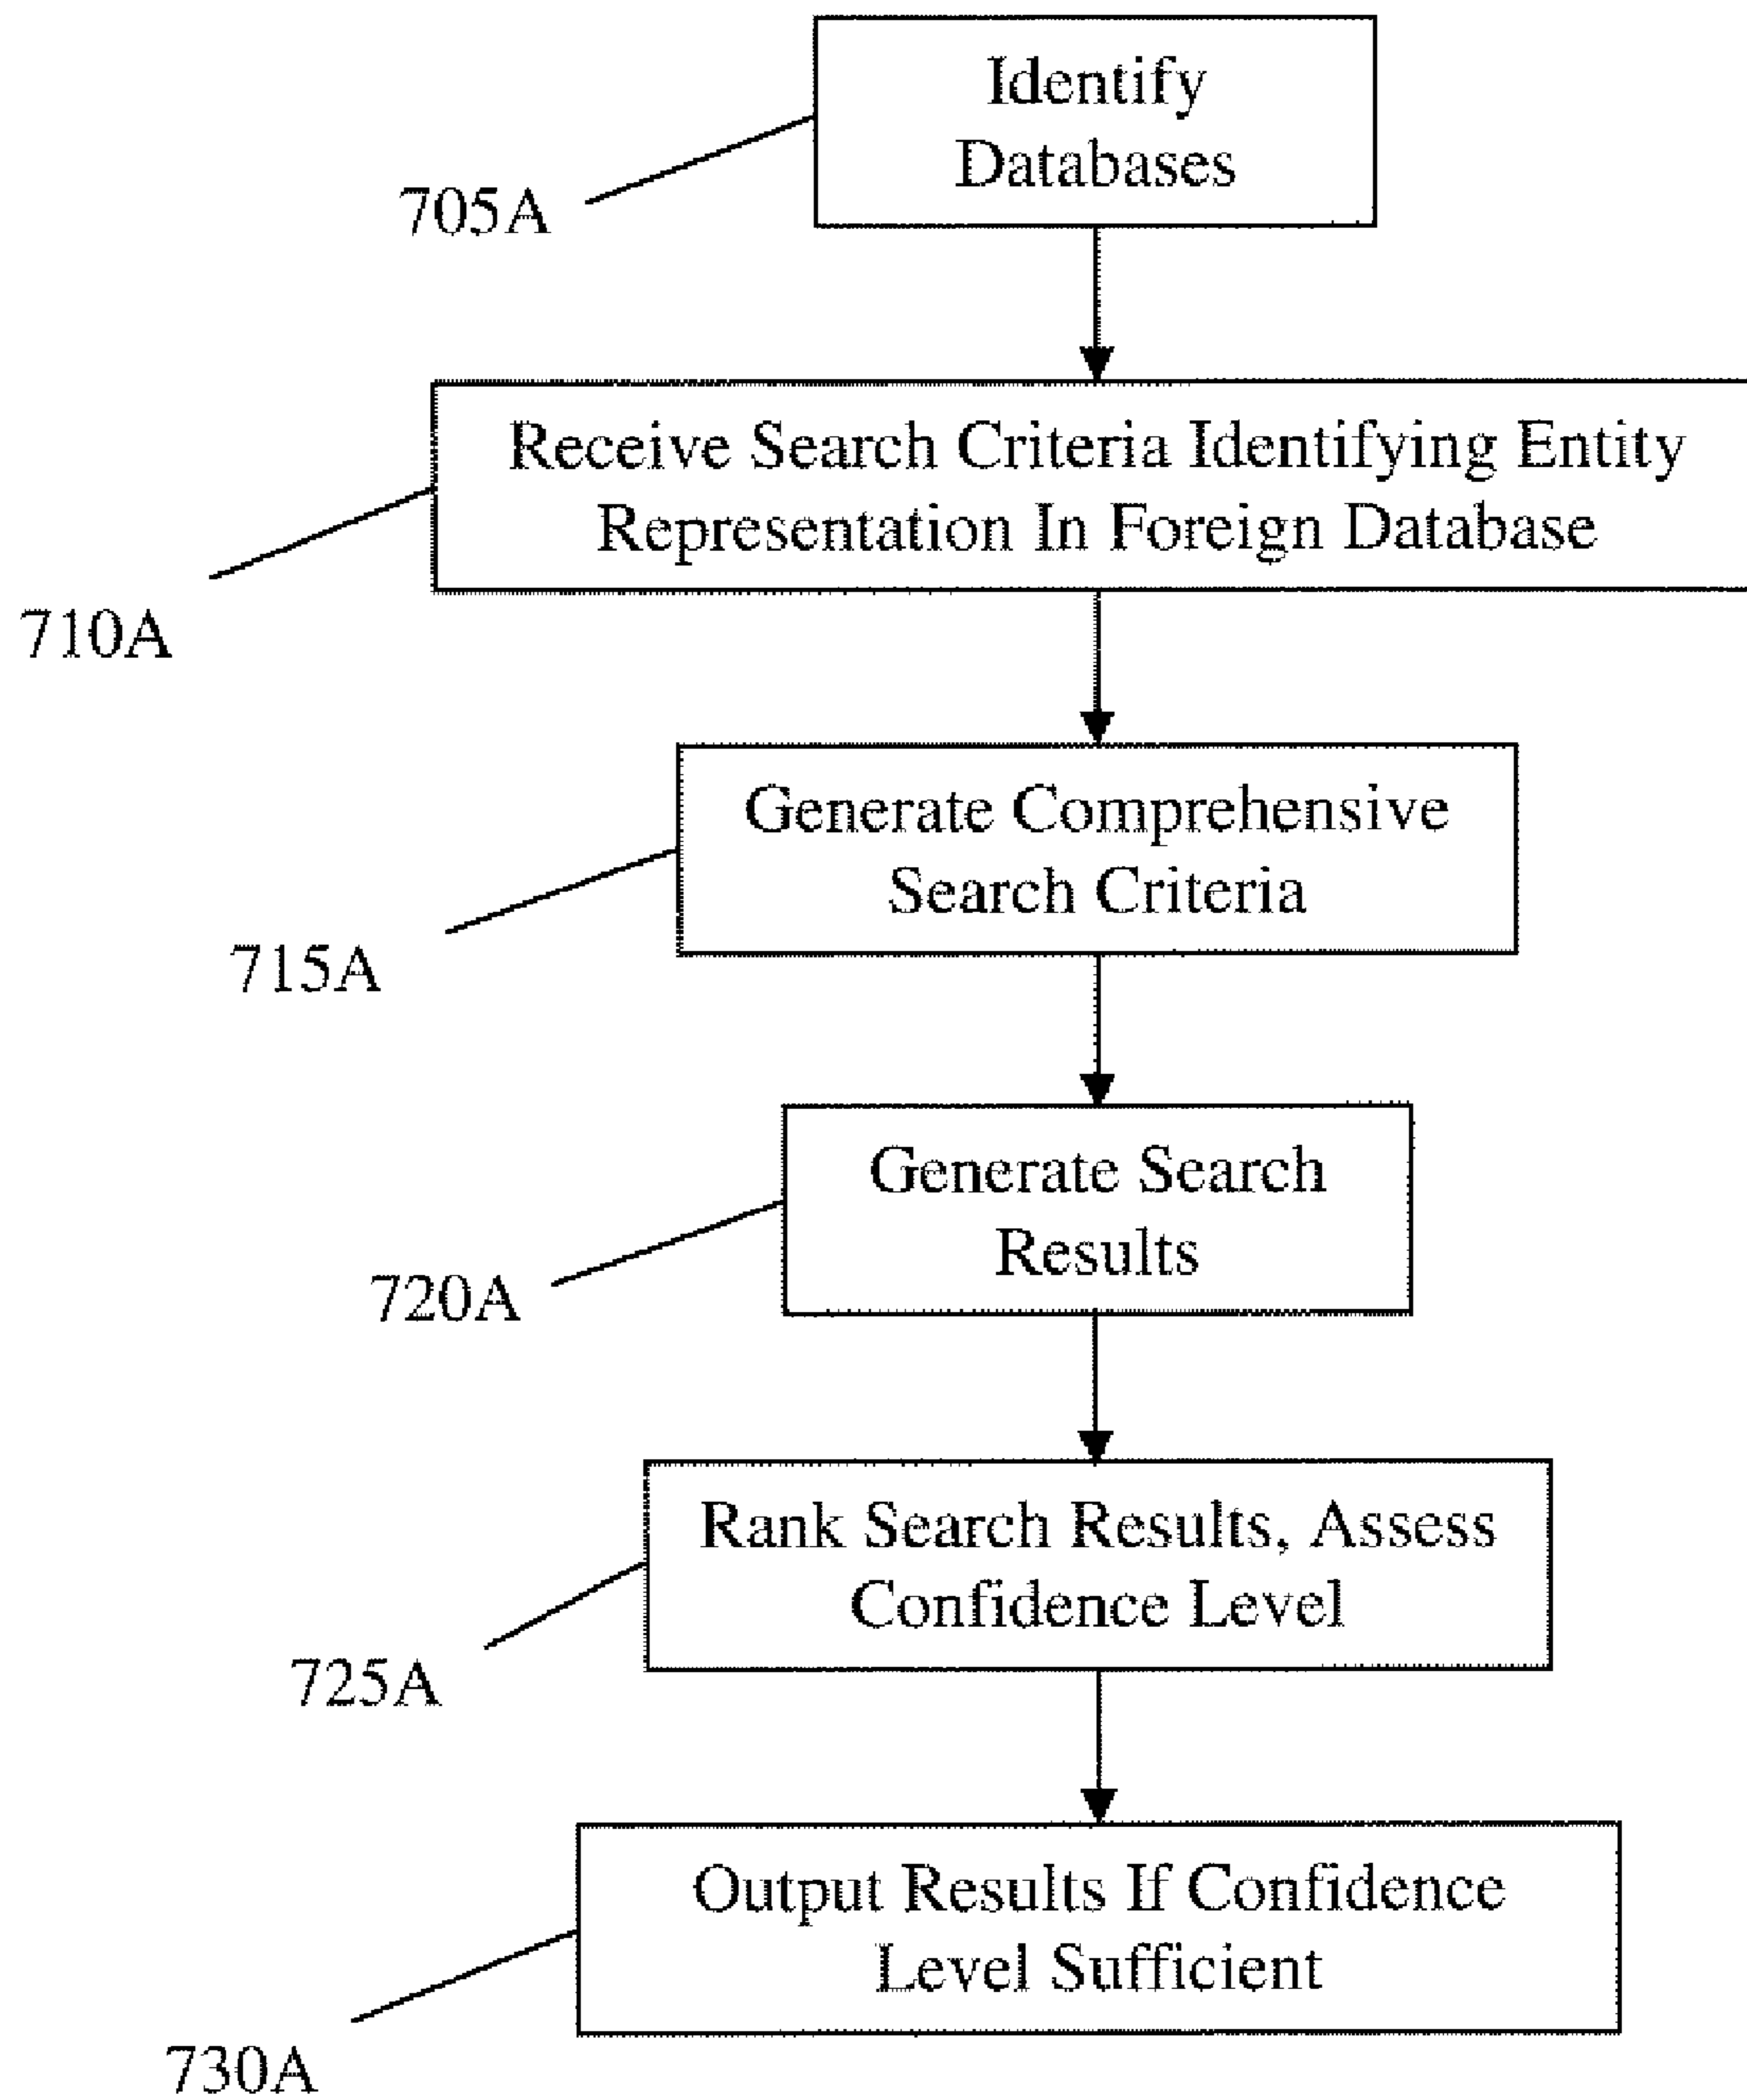 Identify
Databases
705A
Receive Search Criteria Identifying Entity
Representation In Foreign Database
710A
Generate Comprehensive
Search Criteria
715A
Generate Search
Results
720A
Rank Search Results, Assess
Confidence Level
725A
Output Results If Confidence
Level Sufficient
730A